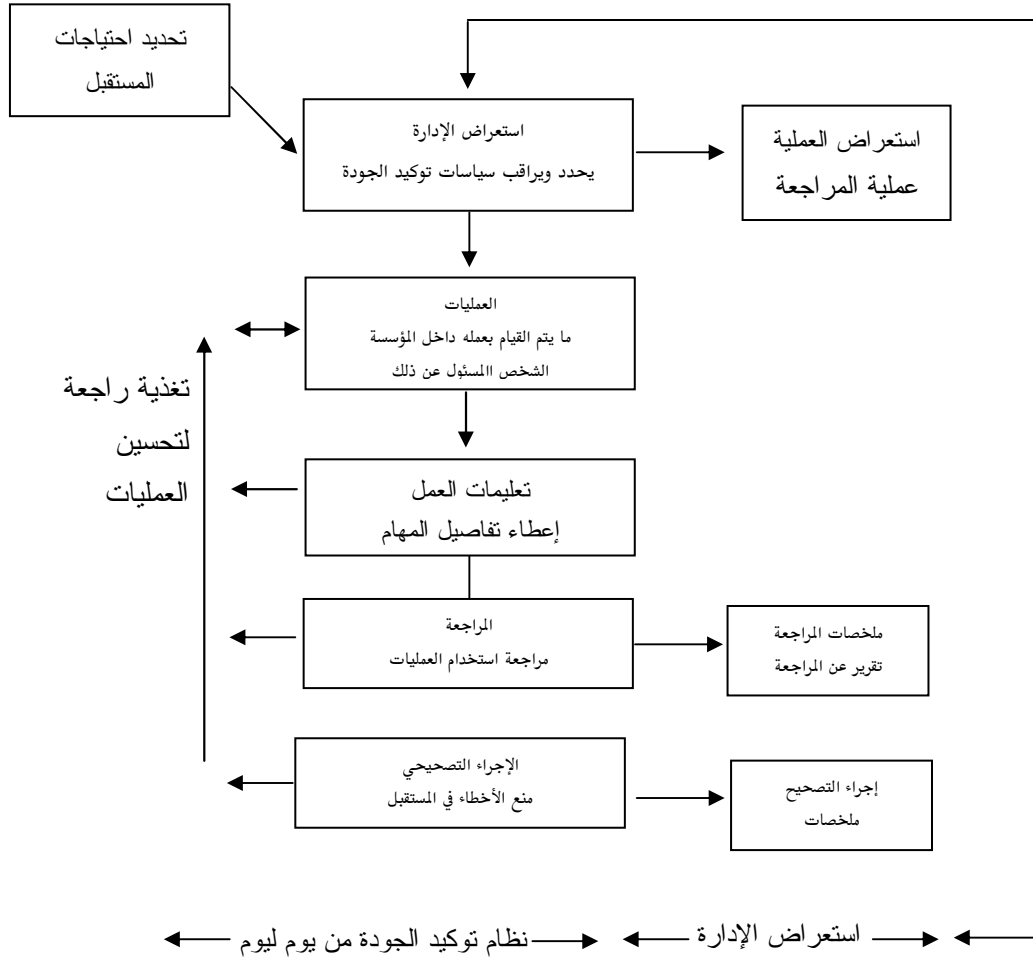 تحديد احتياجات
المستقبل
استعراض الإدارة
يحدد ويراقب سياسات توكيد الجودة
استعراض العملية
عملية المراجعة
العمليات
ما يتم القيام بعمله داخل المؤسسة
الشخص االمسئول عن ذلك
تغذية راجعة
لتحسين
العمليات
تعليمات العمل
إعطاء تفاصيل المهام
المراجعة
مراجعة استخدام العمليات
ملخصات المراجعة
تقرير عن المراجعة
الإجراء التصحيحي
منع الأخطاء في المستقبل
إجراء التصحيح
ملخصات
استعراض الإدارة
نظام توكيد الجودة من يوم ليوم